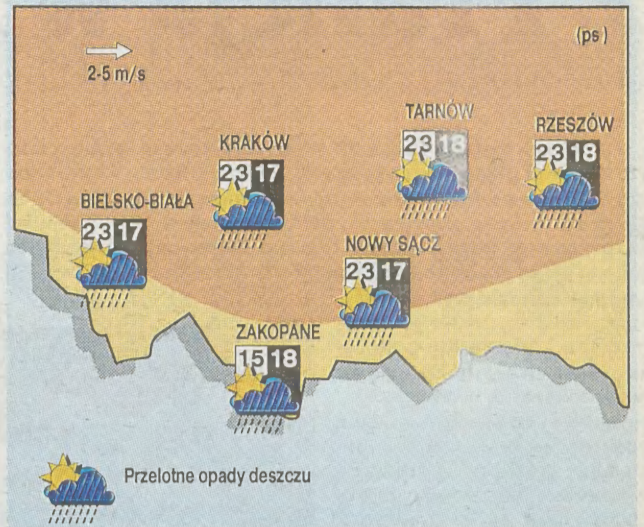 (ps)
2-5 m/s
TARNÓW
23 18
RZESZÓW
23 18
KRAKÓW
23 17
BIELSKO-BIAŁA
23 17
NOWY SĄCZ
23 17
ZAKOPANE
15 18
Przelotne opady deszczu